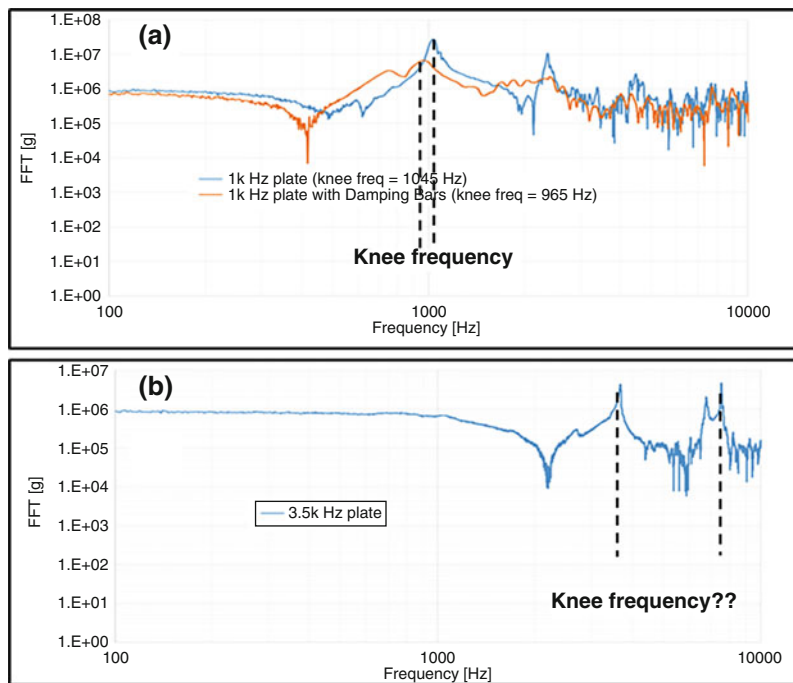 (a)
1.E+08
1.E+07
1.E+06
1.E+05
1.E+04
1.E+03
1.E+02
1.E+01
1.E+00
FFT [g]
1k Hz plate (knee freq = 1045 Hz)
1k Hz plate with Damping Bars (knee freq = 965 Hz)
Knee frequency
100
1000
10000
Frequency [Hz]
(b)
1.E+07
1.E+06
1.E+05
1.E+04
1.E+03
1.E+02
1.E+01
1.E+00
FFT [g]
3.5k Hz plate
Knee frequency??
100
1000
10000
Frequency [Hz]